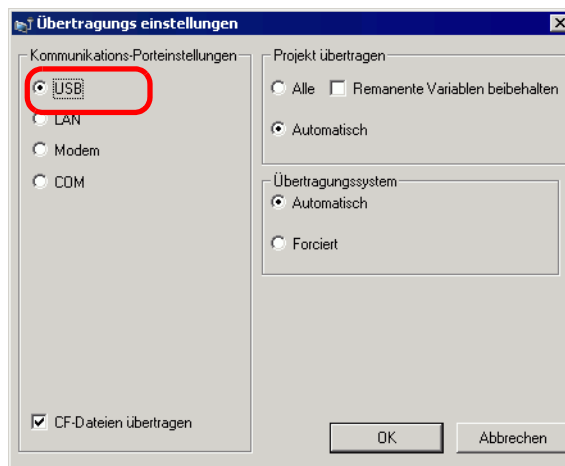 Übertragungs einstellungen
Kommunikations-Porteinstellungen
USB
LAN
Modem
COM
CF-Dateien übertragen
Projekt übertragen
Alle
Remanente Variablen beibehalten
Automatisch
Übertragungssystem
Automatisch
Forciert
OK
Abbrechen